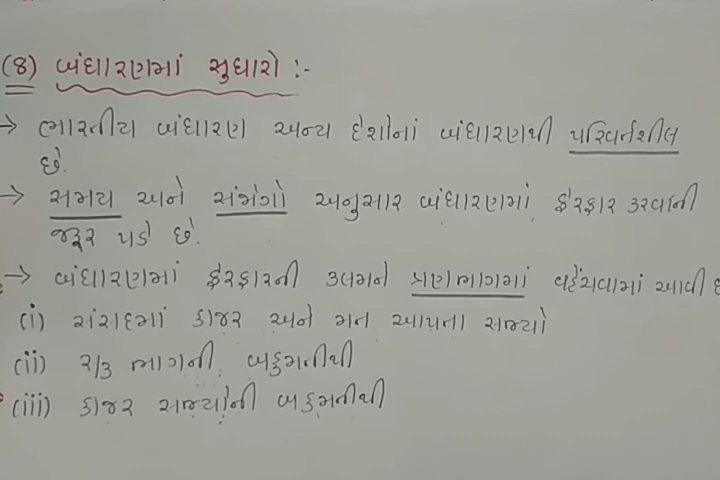 (8) બંધારણમાં સુધારો :-
→ ભારતીય બંધારણ અન્ય દેશોનાં બંધારણથી પરિવર્તનશીલ
છે.
→ સમય અને સંજોગો અનુસાર બંધારણમાં ફેરફાર કરવાની
જરૂર પડે છે.
→ બંધારણમાં ફેરફારની કલમને ત્રણભાગમાં વહેંચવામાં આવી છે
(i) સંસદમાં હાજર અને મત આપતા સભ્યો
(ii) ૨/૩ ભાગની બહુમતીથી
(iii) હાજર સભ્યોની બહુમતીથી